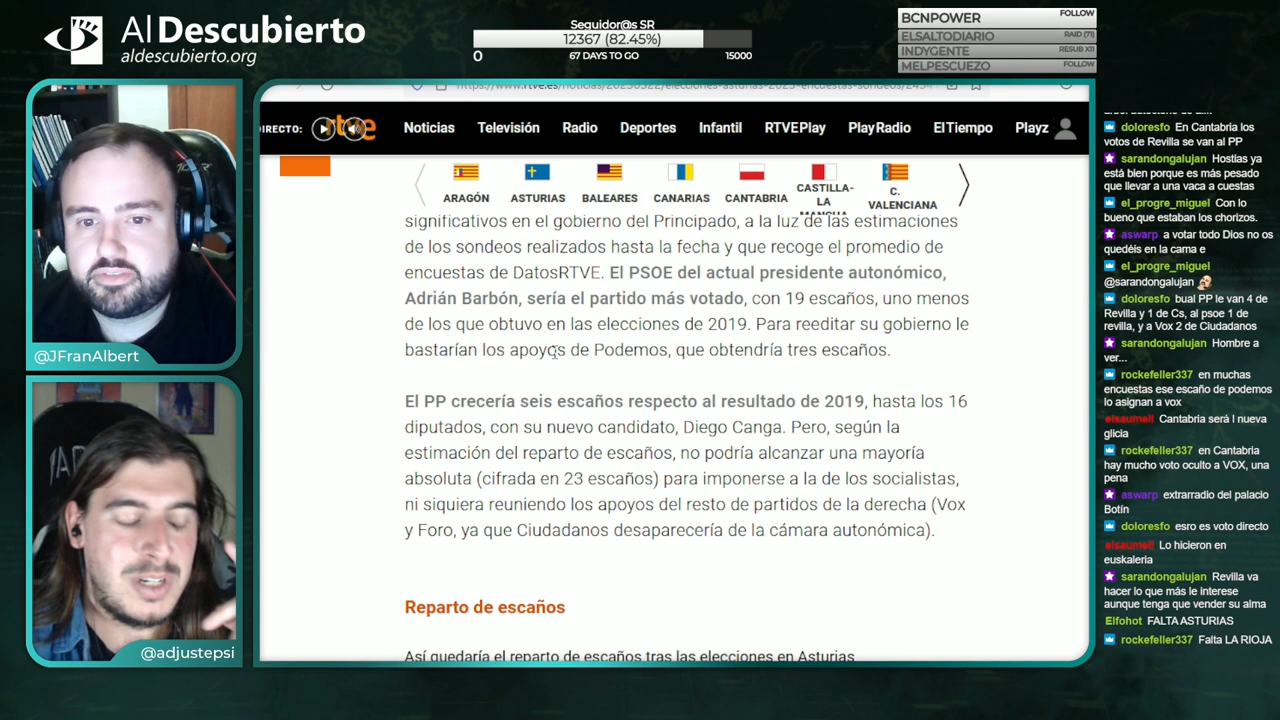 Al Descubierto
aldescubierto.org
Seguidor@s SR
12367 (82.45%)
0
67 DAYS TO GO
15000
BCNPOWER FOLLOW
ELSALTODIARIO RAID (71)
INDYGENTE RESUB X11
MELPESCUEZO FOLLOW
@JFranAlbert
@adjustepsi
DIRECTO:
rtve
Noticias
Televisión
Radio
Deportes
Infantil
RTVEPlay
PlayRadio
ElTiempo
Playz
ARAGÓN
ASTURIAS
BALEARES
CANARIAS
CANTABRIA
CASTILLA-
LA
MANCHA
C.
VALENCIANA
significativos en el gobierno del Principado, a la luz de las estimaciones
de los sondeos realizados hasta la fecha y que recoge el promedio de
encuestas de DatosRTVE. El PSOE del actual presidente autonómico,
Adrián Barbón, sería el partido más votado, con 19 escaños, uno menos
de los que obtuvo en las elecciones de 2019. Para reeditar su gobierno le
bastarían los apoyos de Podemos, que obtendría tres escaños.
El PP crecería seis escaños respecto al resultado de 2019, hasta los 16
diputados, con su nuevo candidato, Diego Canga. Pero, según la
estimación del reparto de escaños, no podría alcanzar una mayoría
absoluta (cifrada en 23 escaños) para imponerse a la de los socialistas,
ni siquiera reuniendo los apoyos del resto de partidos de la derecha (Vox
y Foro, ya que Ciudadanos desaparecería de la cámara autonómica).
Reparto de escaños
Así quedaría el reparto de escaños tras las elecciones en Asturias
doloresfo En Cantabria los
votos de Revilla se van al PP
sarandongalujan Hostias ya
está bien porque es más pesado
que llevar a una vaca a cuestas
el_progre_miguel Con lo
bueno que estaban los chorizos.
aswarp a votar todo Dios no os
quedéis en la cama e
el_progre_miguel
@sarandongalujan
doloresfo bual PP le van 4 de
Revilla y 1 de Cs, al psoe 1 de
revilla, y a Vox 2 de Ciudadanos
sarandongalujan Hombre a
ver...
rockefeller337 en muchas
encuestas ese escaño de podemos
lo asignan a vox
elsaumell Cantabria será l nueva
glicia
rockefeller337 en Cantabria
hay mucho voto oculto a VOX, una
pena
aswarp extrarradio del palacio
Botín
doloresfo esro es voto directo
elsaumell Lo hicieron en
euskaleria
sarandongalujan Revilla va
hacer lo que más le interese
aunque tenga que vender su alma
Elfohot FALTA ASTURIAS
rockefeller337 Falta LA RIOJA